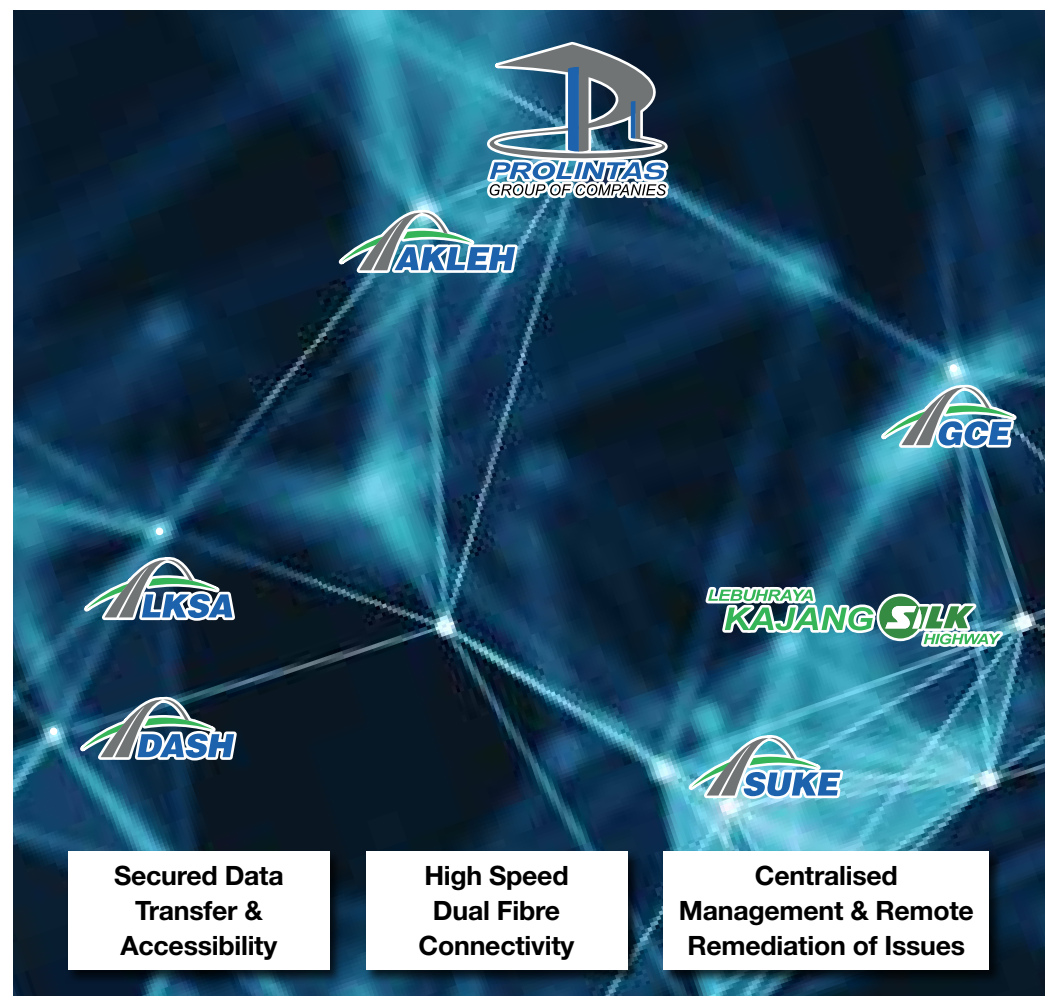 PROLINTAS
GROUP OF COMPANIES
AKLEH
GCE
LKSA
LEBUHRAYA
KAJANG SILK
HIGHWAY
DASH
SUKE
Secured Data
Transfer &
Accessibility
High Speed
Dual Fibre
Connectivity
Centralised
Management & Remote
Remediation of Issues